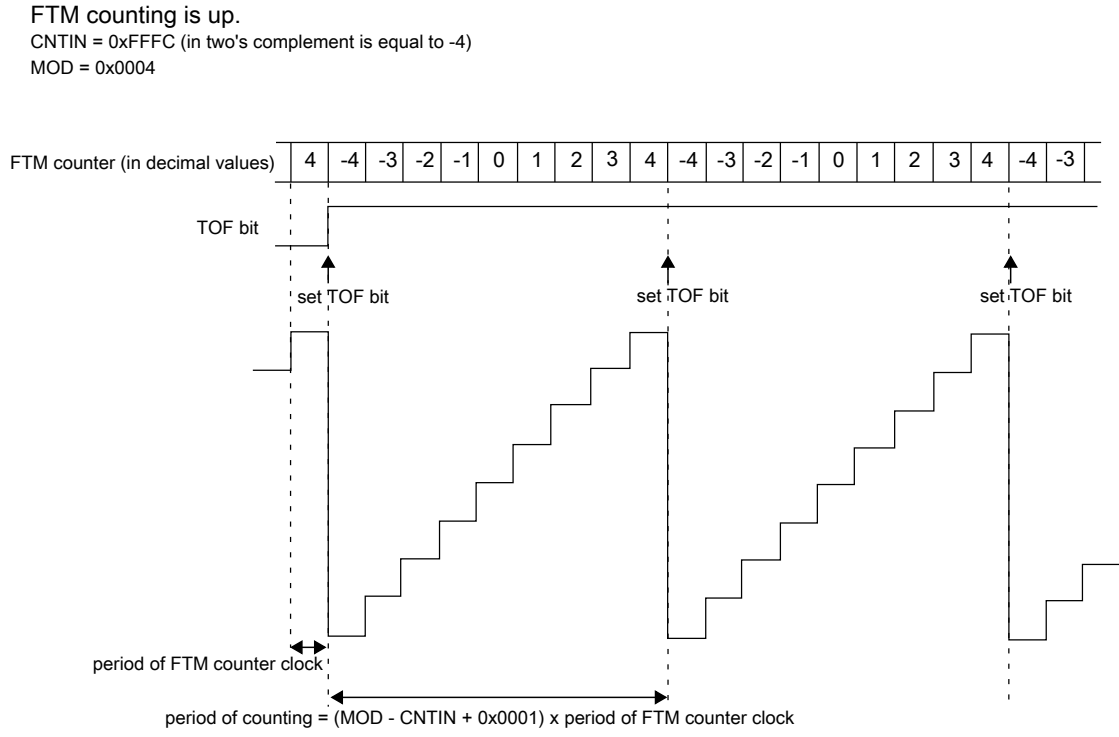 FTM counting is up.
CNTIN = 0xFFFC (in two's complement is equal to -4)
MOD = 0x0004
FTM counter (in decimal values) 4 -4 -3 -2 -1 0 1 2 3 4 -4 -3 -2 -1 0 1 2 3 4 -4 -3
TOF bit
set TOF bit set TOF bit set TOF bit
period of FTM counter clock
period of counting = (MOD - CNTIN + 0x0001) x period of FTM counter clock